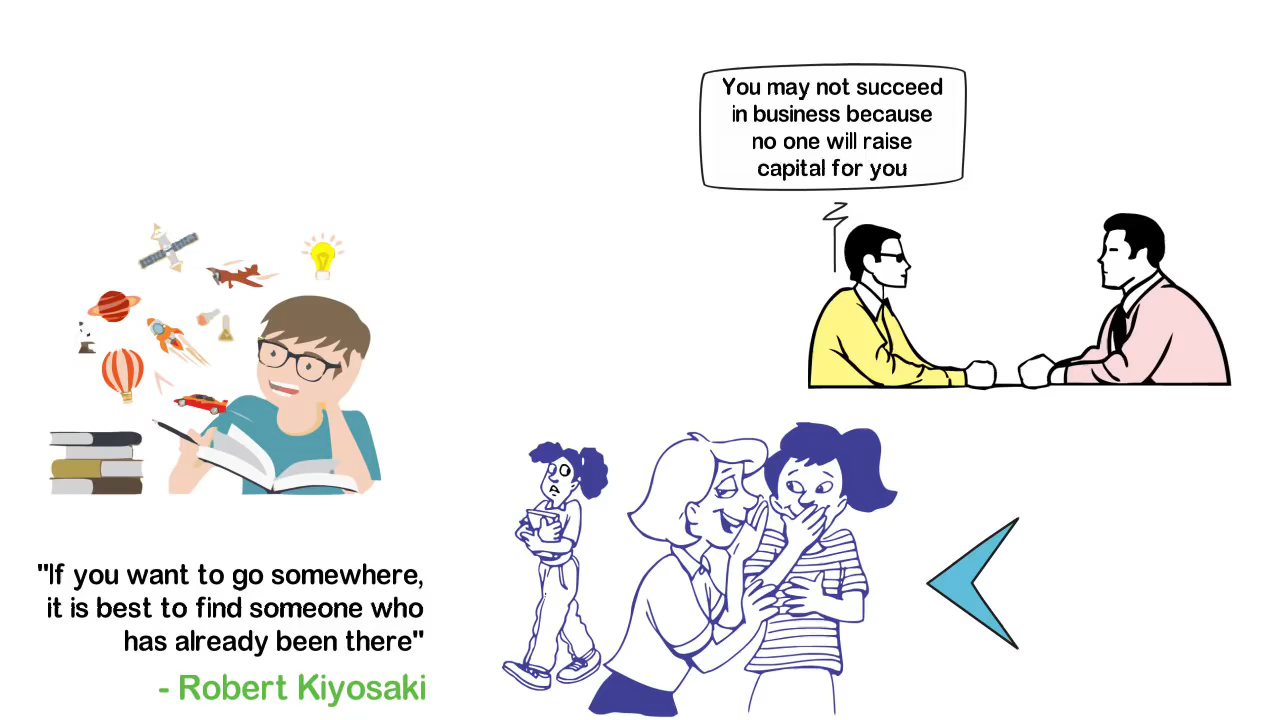 You may not succeed
in business because
no one will raise
capital for you
"If you want to go somewhere,
it is best to find someone who
has already been there"
- Robert Kiyosaki